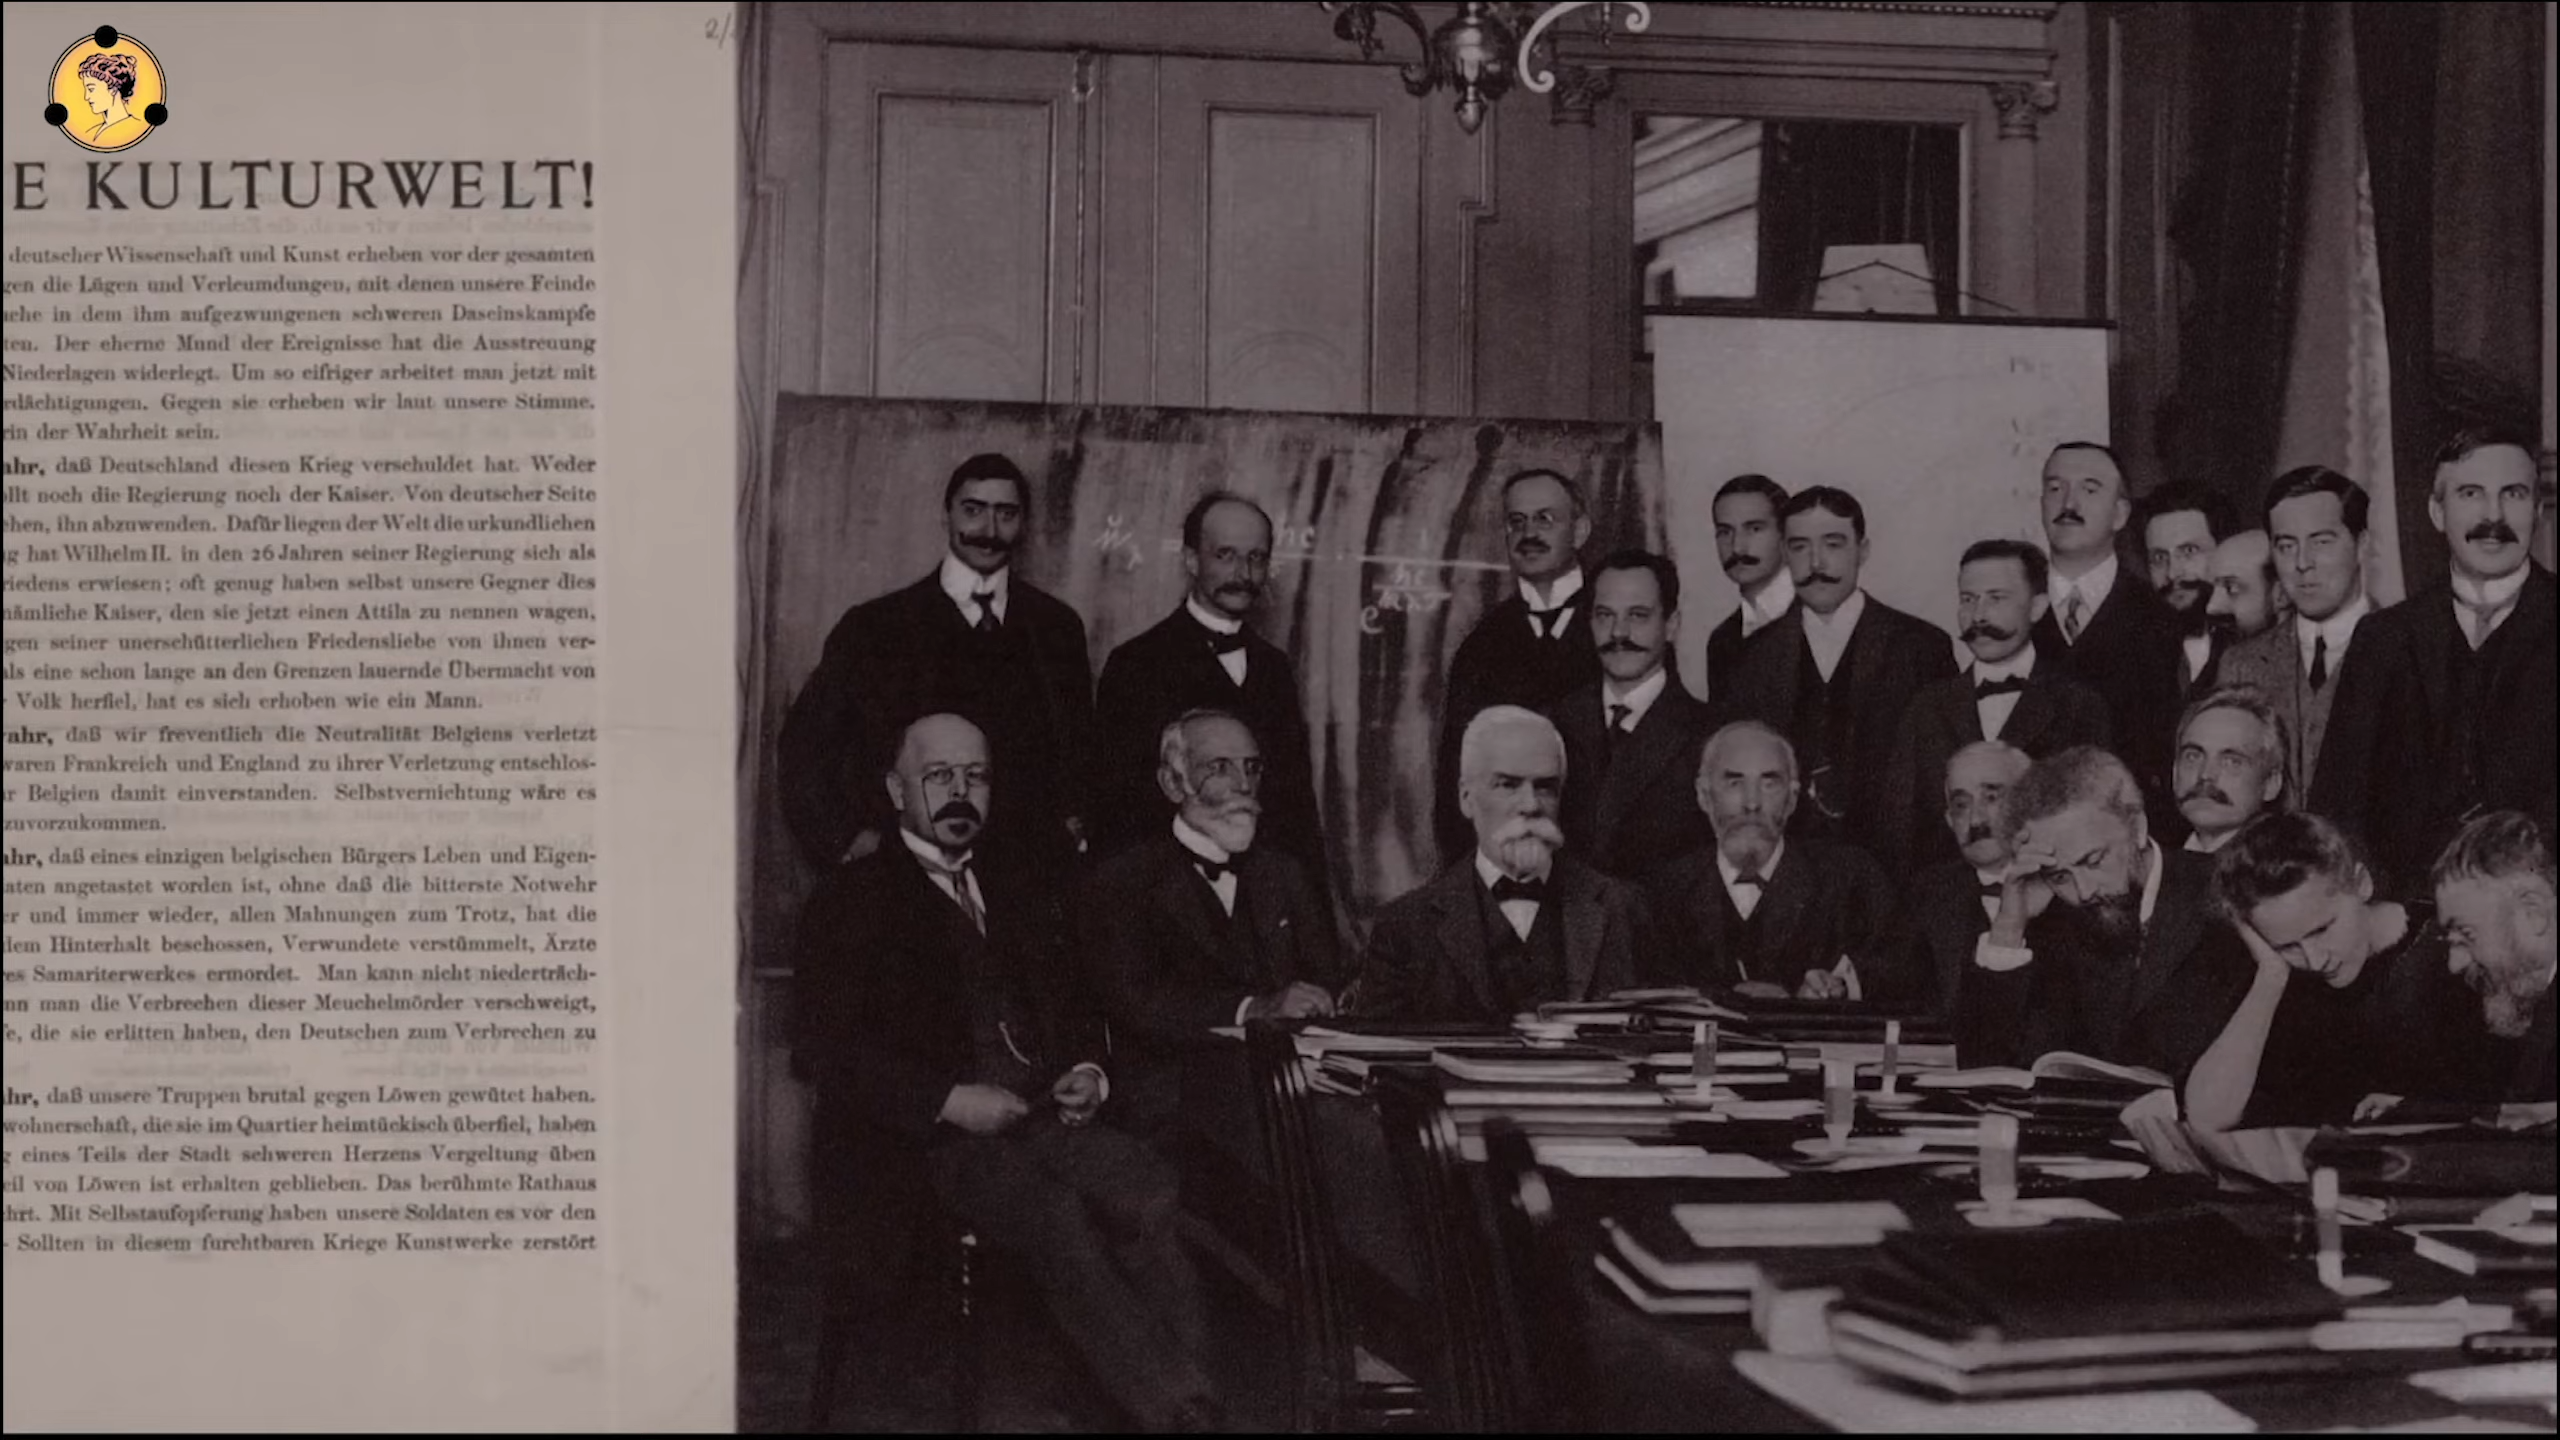 2/
E KULTURWELT!
deutscher Wissenschaft und Kunst erheben vor der gesamten
gen die Lügen und Verleumdungen, mit denen unsere Feinde
ache in dem ihm aufgezwungenen schweren Daseinskampfe
ten. Der eherne Mund der Ereignisse hat die Ausstreuung
Niederlagen widerlegt. Um so eifriger arbeitet man jetzt mit
rdächtigungen. Gegen sie erheben wir laut unsere Stimme.
rin der Wahrheit sein.
ahr, daß Deutschland diesen Krieg verschuldet hat. Weder
ollt noch die Regierung noch der Kaiser. Von deutscher Seite
ehen, ihn abzuwenden. Dafür liegen der Welt die urkundlichen
g hat Wilhelm II. in den 26 Jahren seiner Regierung sich als
riedens erwiesen; oft genug haben selbst unsere Gegner dies
nämliche Kaiser, den sie jetzt einen Attila zu nennen wagen,
gen seiner unerschütterlichen Friedensliebe von ihnen ver-
als eine schon lange an den Grenzen lauernde Übermacht von
Volk herfiel, hat es sich erhoben wie ein Mann.
ahr, daß wir freventlich die Neutralität Belgiens verletzt
waren Frankreich und England zu ihrer Verletzung entschlos-
r Belgien damit einverstanden. Selbstvernichtung wäre es
zuvorzukommen.
ahr, daß eines einzigen belgischen Bürgers Leben und Eigen-
aten angetastet worden ist, ohne daß die bitterste Notwehr
er und immer wieder, allen Mahnungen zum Trotz, hat die
dem Hinterhalt beschossen, Verwundete verstümmelt, Ärzte
es Samariterwerkes ermordet. Man kann nicht niederträch-
nn man die Verbrechen dieser Meuchelmörder verschweigt,
fe, die sie erlitten haben, den Deutschen zum Verbrechen zu
ahr, daß unsere Truppen brutal gegen Löwen gewütet haben.
wohnerschaft, die sie im Quartier heimtückisch überfiel, haben
g eines Teils der Stadt schweren Herzens Vergeltung üben
eil von Löwen ist erhalten geblieben. Das berühmte Rathaus
hrt. Mit Selbstaufopferung haben unsere Soldaten es vor den
- Sollten in diesem furchtbaren Kriege Kunstwerke zerstört